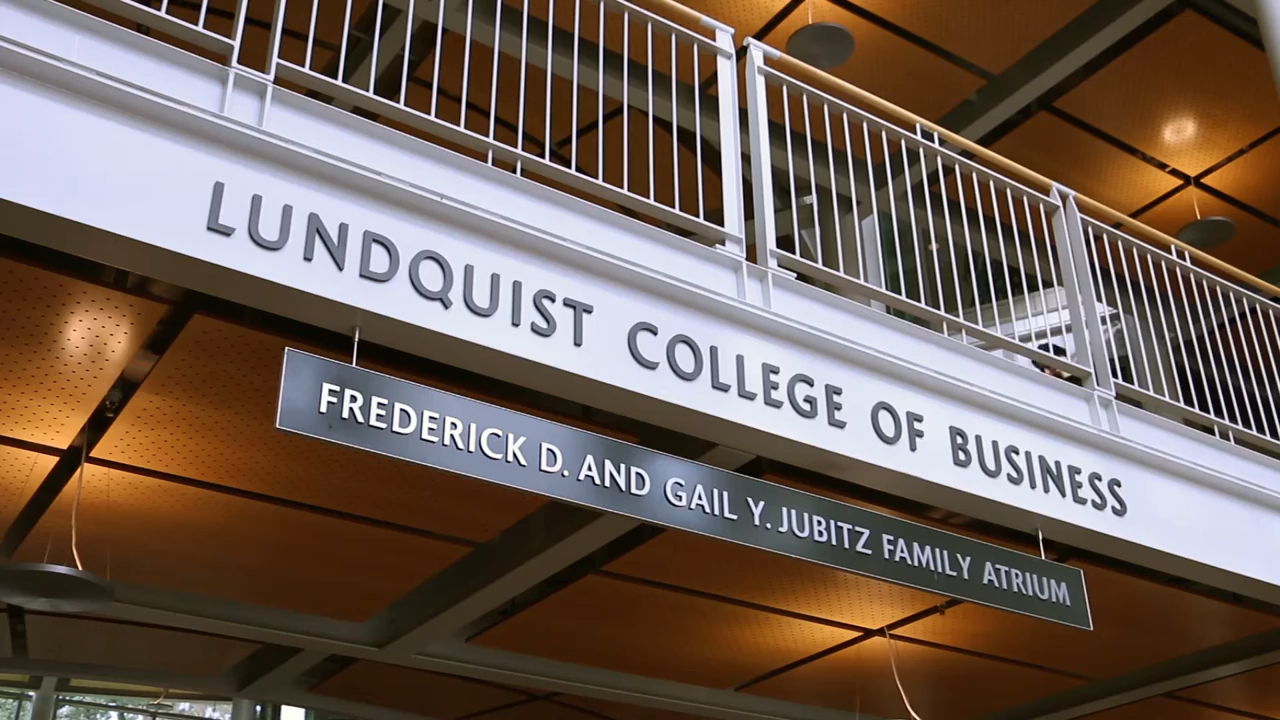 LUNDQUIST COLLEGE OF BUSINESS
FREDERICK D. AND GAIL Y. JUBITZ FAMILY ATRIUM